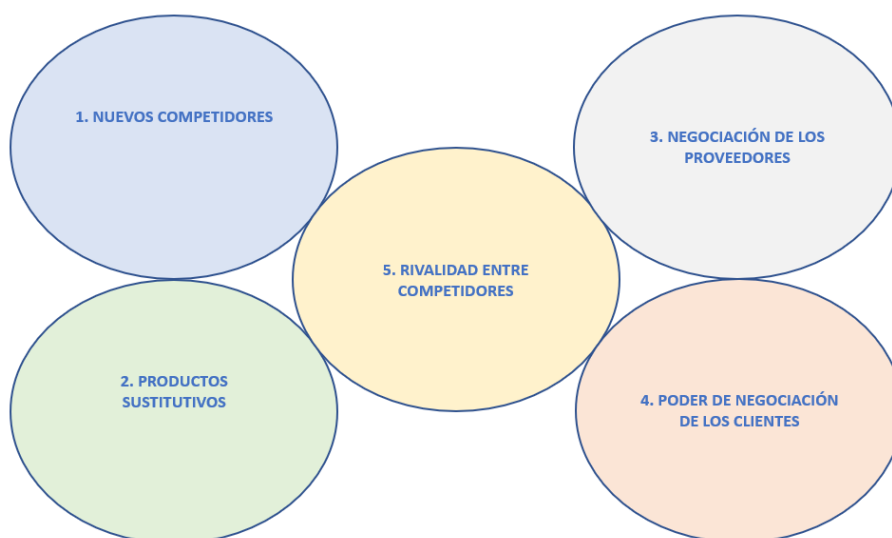 1. NUEVOS COMPETIDORES
2. PRODUCTOS
SUSTITUTIVOS
3. NEGOCIACIÓN DE LOS
PROVEEDORES
4. PODER DE NEGOCIACIÓN
DE LOS CLIENTES
5. RIVALIDAD ENTRE
COMPETIDORES